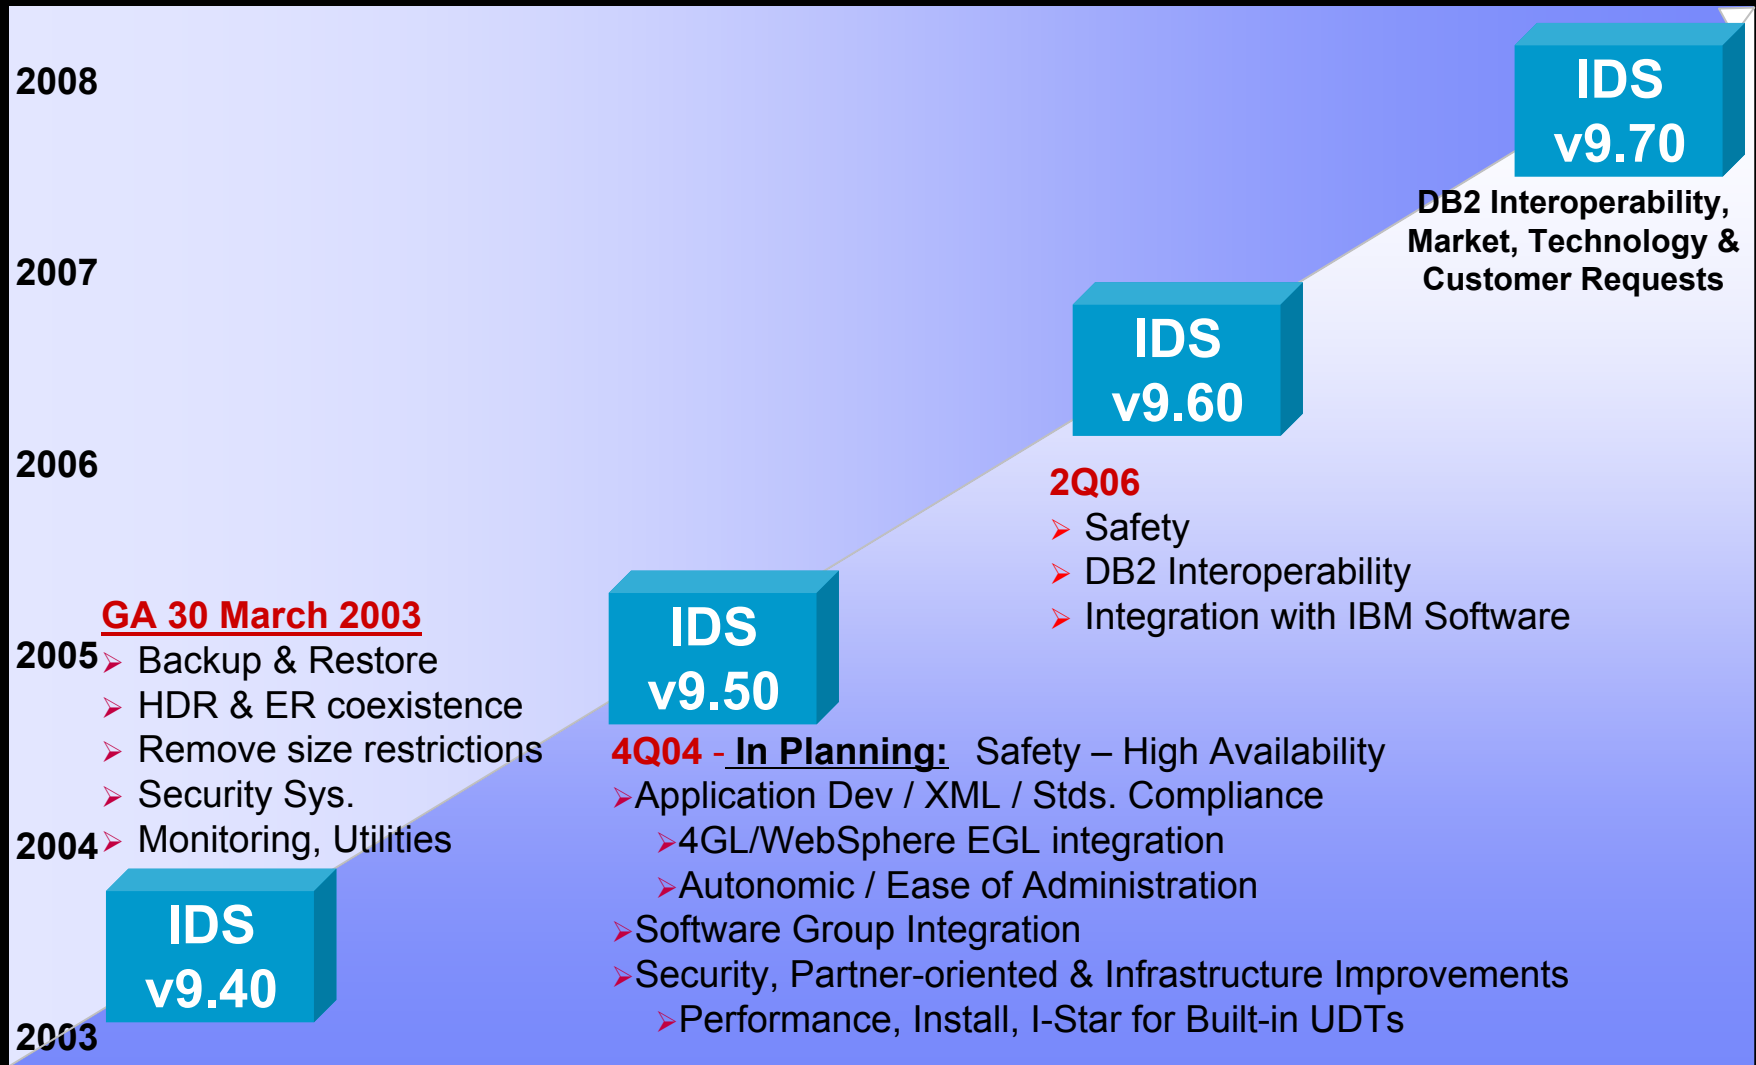 2008
IDS
v9.70
DB2 Interoperability,
Market, Technology &
Customer Requests
2007
IDS
v9.60
2006
2Q06
➢ Safety
➢ DB2 Interoperability
➢ Integration with IBM Software
GA 30 March 2003
2005
➢ Backup & Restore
➢ HDR & ER coexistence
➢ Remove size restrictions
➢ Security Sys.
➢ Monitoring, Utilities
IDS
v9.50
4Q04 - In Planning: Safety – High Availability
➢Application Dev / XML / Stds. Compliance
➢4GL/WebSphere EGL integration
➢Autonomic / Ease of Administration
➢Software Group Integration
➢Security, Partner-oriented & Infrastructure Improvements
➢Performance, Install, I-Star for Built-in UDTs
2004
IDS
v9.40
2003